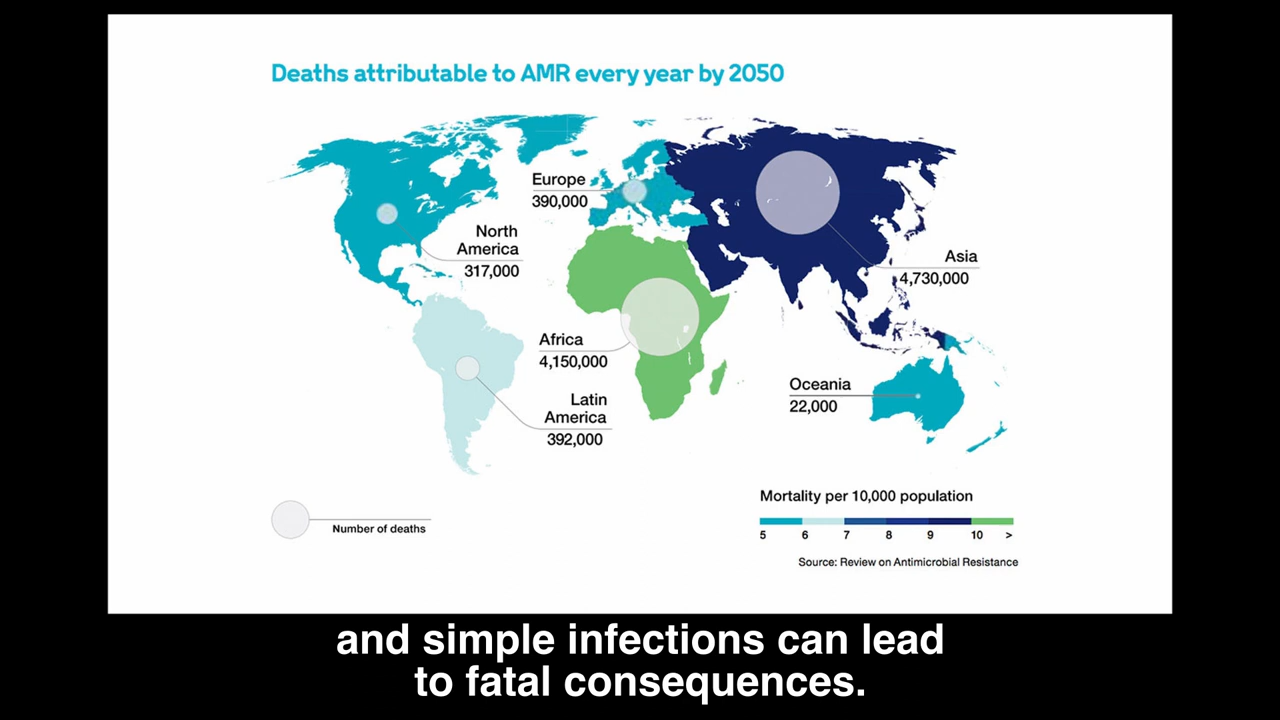 Deaths attributable to AMR every year by 2050
Europe
390,000
North
America
317,000
Asia
4,730,000
Africa
4,150,000
Oceania
22,000
Latin
America
392,000
Mortality per 10,000 population
5 6 7 8 9 10 >
Number of deaths
Source: Review on Antimicrobial Resistance
and simple infections can lead
to fatal consequences.